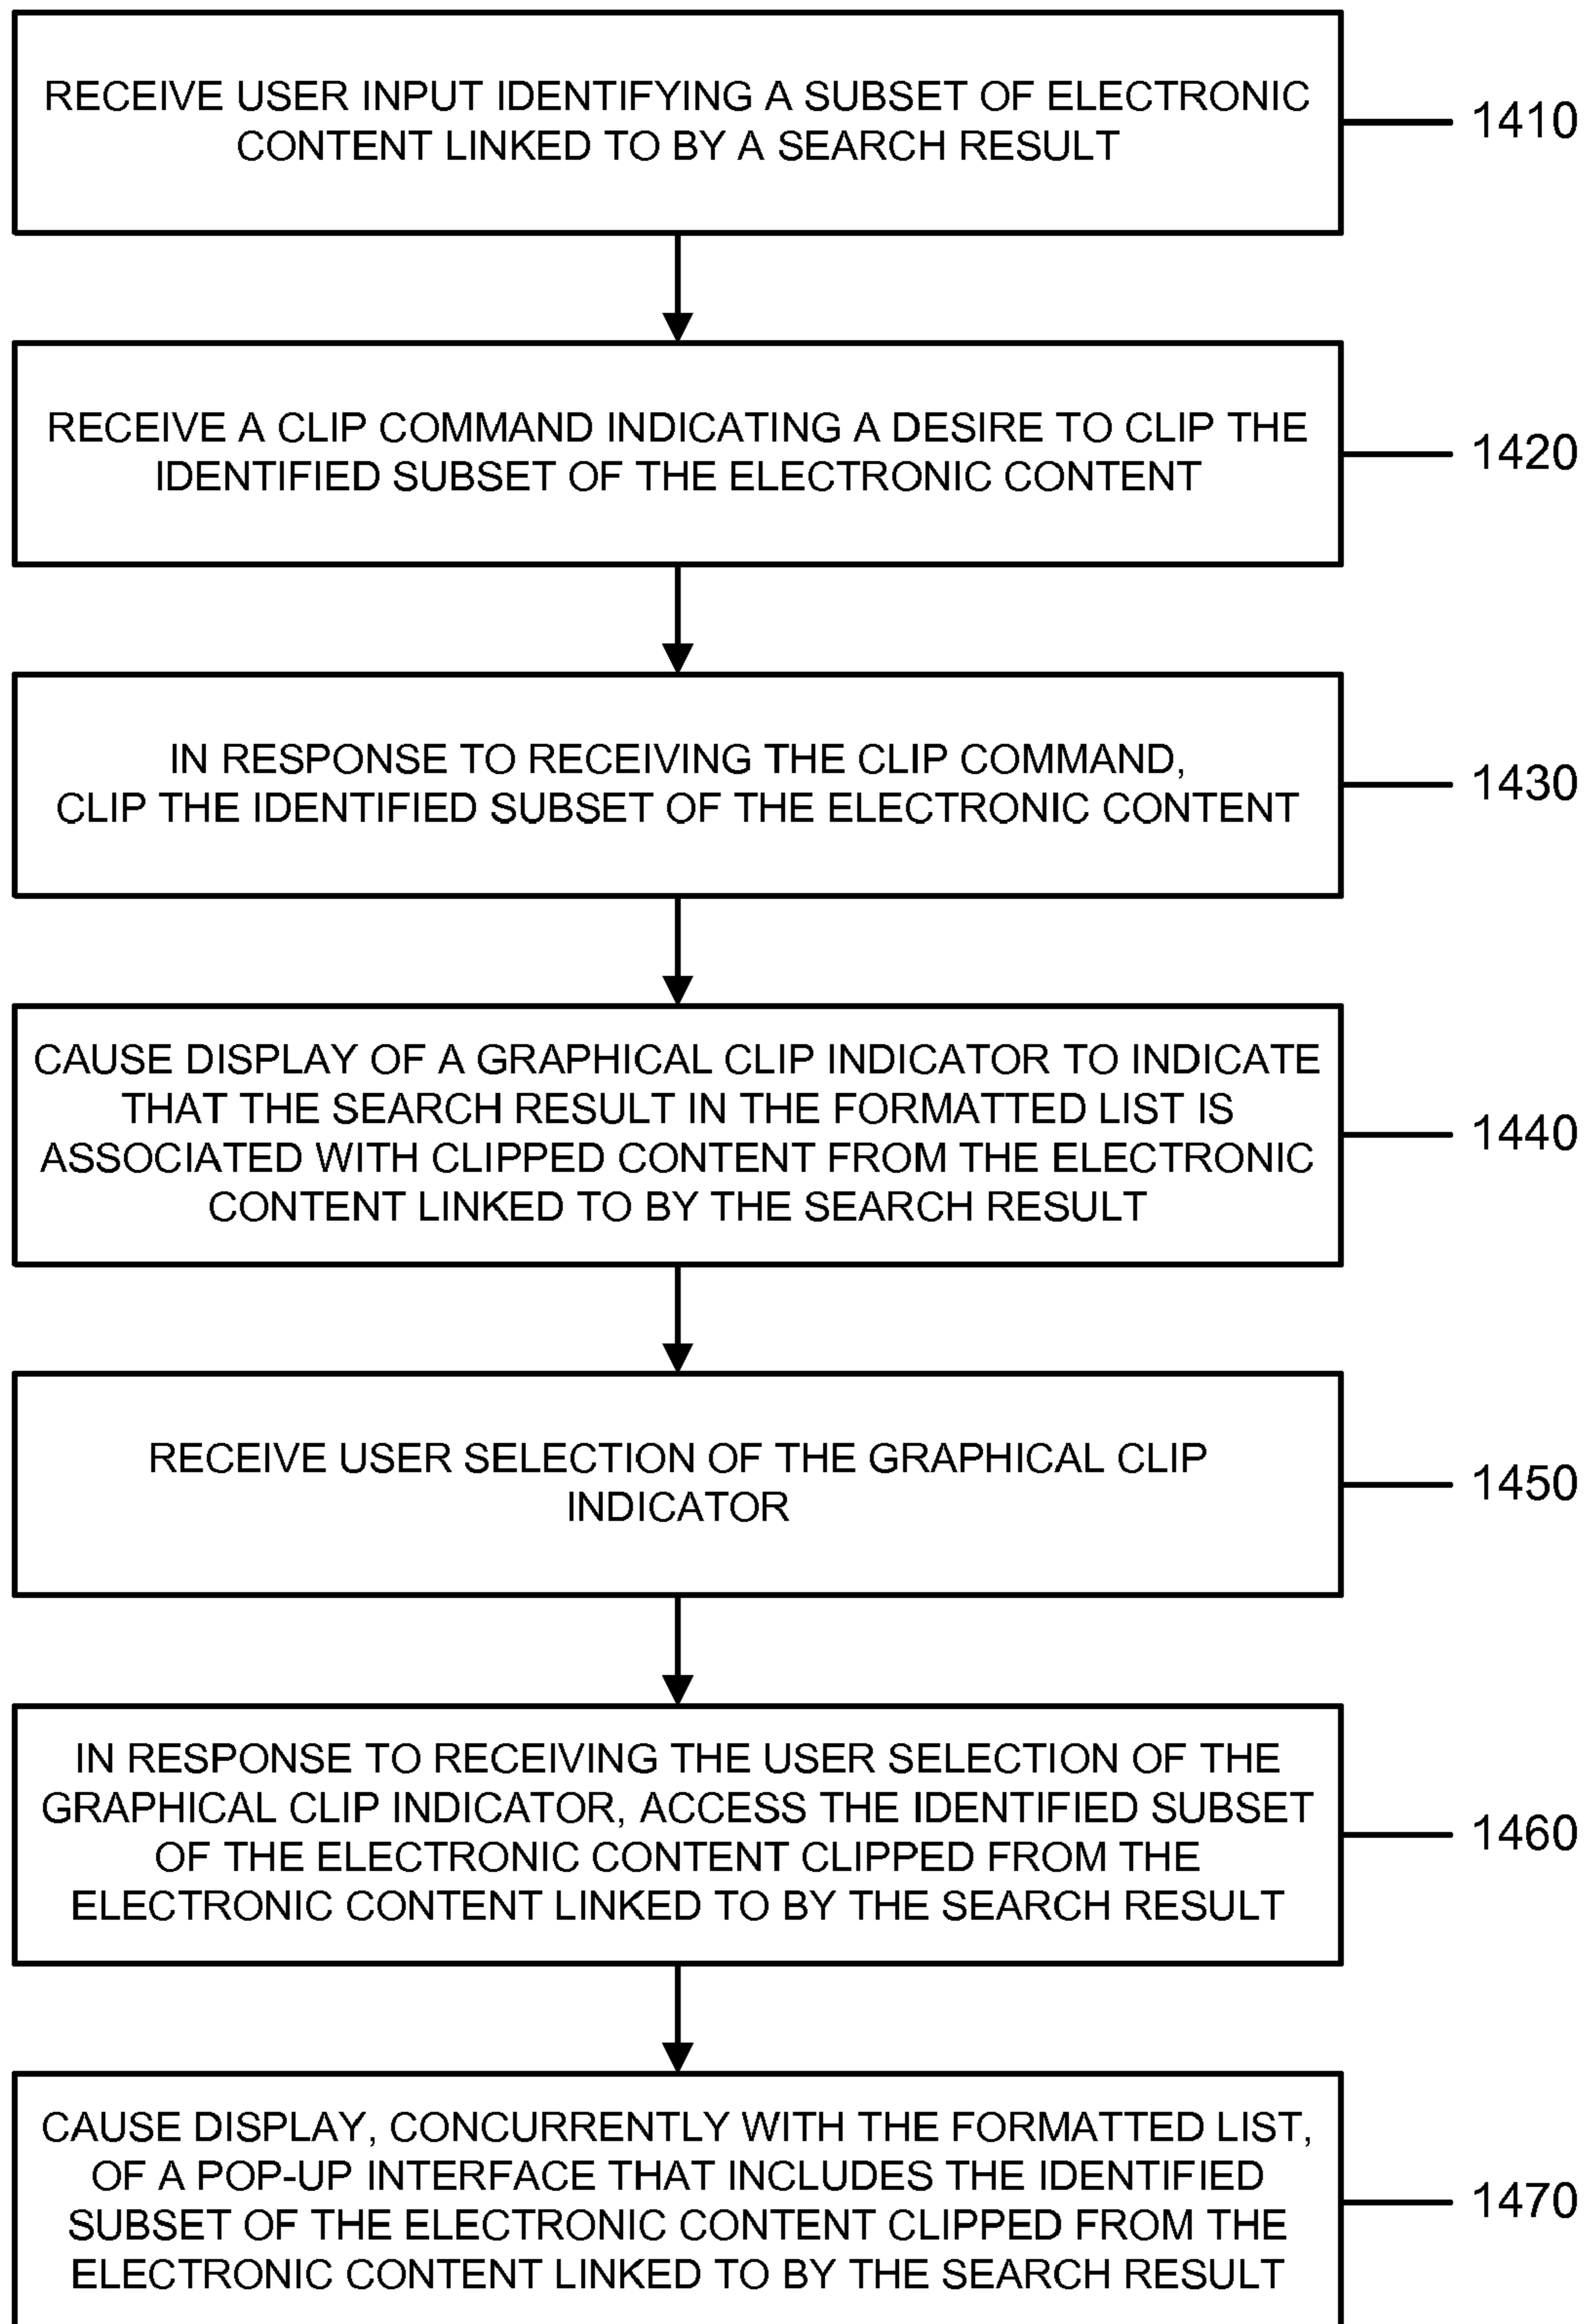 RECEIVE USER INPUT IDENTIFYING A SUBSET OF ELECTRONIC
CONTENT LINKED TO BY A SEARCH RESULT
1410
RECEIVE A CLIP COMMAND INDICATING A DESIRE TO CLIP THE
IDENTIFIED SUBSET OF THE ELECTRONIC CONTENT
1420
IN RESPONSE TO RECEIVING THE CLIP COMMAND,
CLIP THE IDENTIFIED SUBSET OF THE ELECTRONIC CONTENT
1430
CAUSE DISPLAY OF A GRAPHICAL CLIP INDICATOR TO INDICATE
THAT THE SEARCH RESULT IN THE FORMATTED LIST IS
ASSOCIATED WITH CLIPPED CONTENT FROM THE ELECTRONIC
CONTENT LINKED TO BY THE SEARCH RESULT
1440
RECEIVE USER SELECTION OF THE GRAPHICAL CLIP
INDICATOR
1450
IN RESPONSE TO RECEIVING THE USER SELECTION OF THE
GRAPHICAL CLIP INDICATOR, ACCESS THE IDENTIFIED SUBSET
OF THE ELECTRONIC CONTENT CLIPPED FROM THE
ELECTRONIC CONTENT LINKED TO BY THE SEARCH RESULT
1460
CAUSE DISPLAY, CONCURRENTLY WITH THE FORMATTED LIST,
OF A POP-UP INTERFACE THAT INCLUDES THE IDENTIFIED
SUBSET OF THE ELECTRONIC CONTENT CLIPPED FROM THE
ELECTRONIC CONTENT LINKED TO BY THE SEARCH RESULT
1470